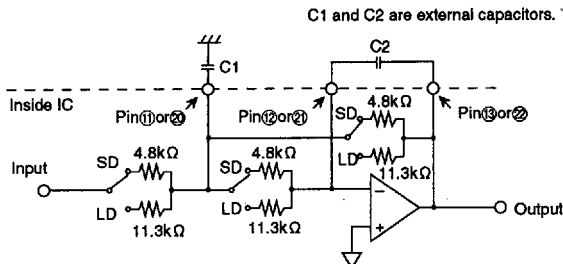 C1 and C2 are external capacitors.
C1
C2
Inside IC
Pin⑪or⑳
Pin⑫or㉑
Pin⑬or㉒
SD
4.8kΩ
LD
11.3kΩ
Input
SD
4.8kΩ
LD
11.3kΩ
SD
4.8kΩ
LD
11.3kΩ
−
+
Output